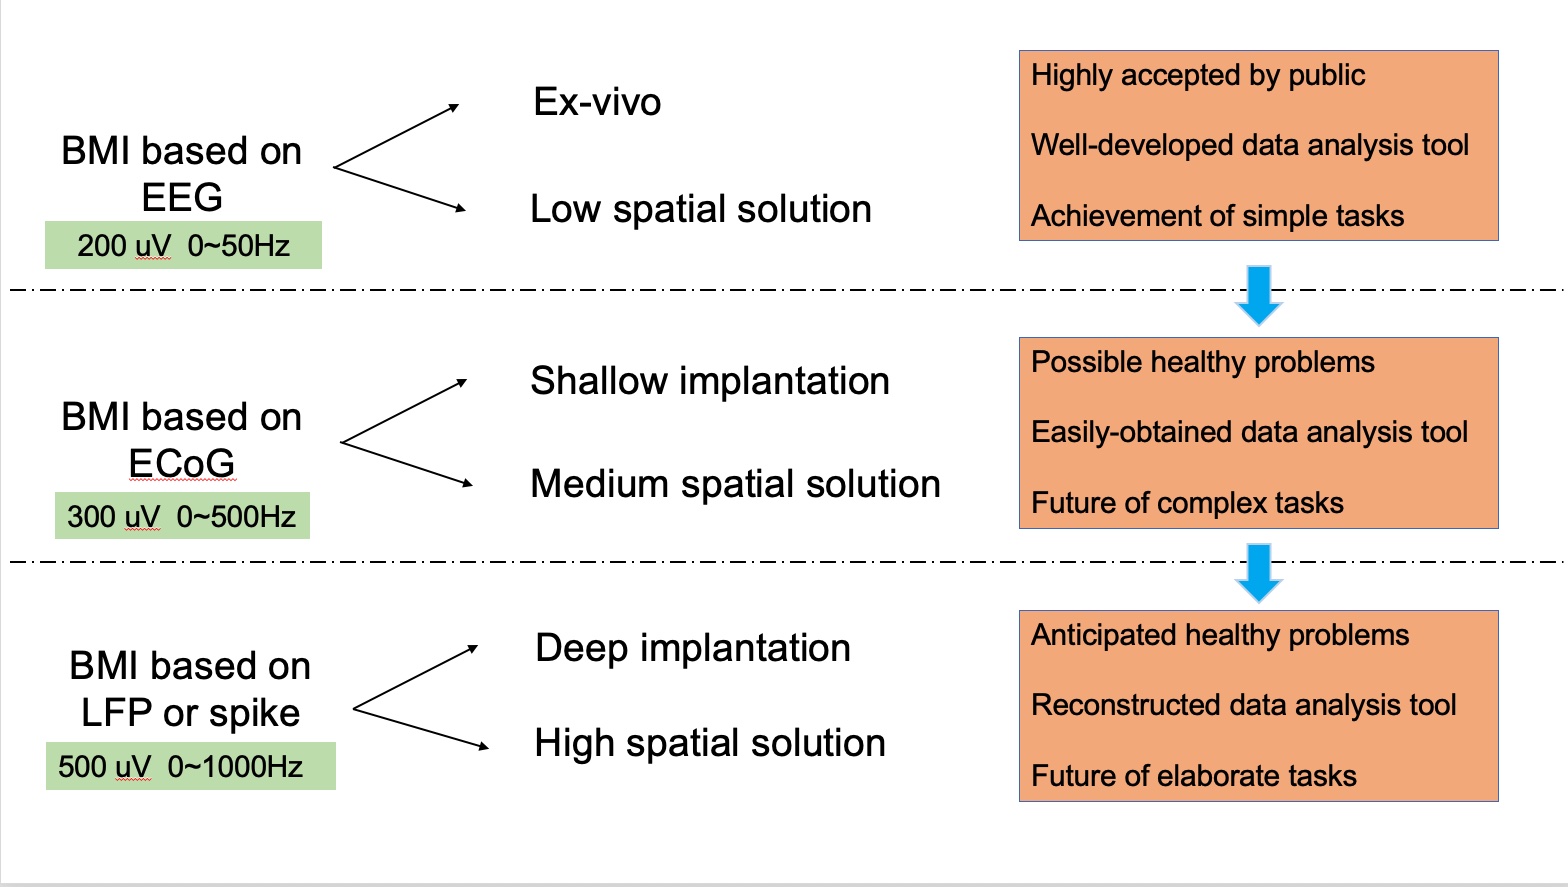 BMI based on
EEG
200 uV  0~50Hz
Ex-vivo
Low spatial solution
Highly accepted by public
Well-developed data analysis tool
Achievement of simple tasks
BMI based on
ECoG
300 uV  0~500Hz
Shallow implantation
Medium spatial solution
Possible healthy problems
Easily-obtained data analysis tool
Future of complex tasks
BMI based on
LFP or spike
500 uV  0~1000Hz
Deep implantation
High spatial solution
Anticipated healthy problems
Reconstructed data analysis tool
Future of elaborate tasks